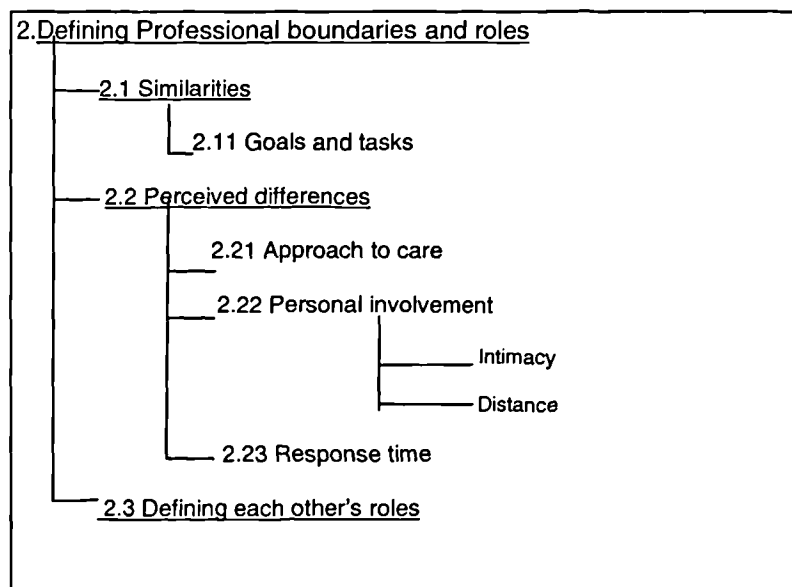 2.Defining Professional boundaries and roles
2.1 Similarities
2.11 Goals and tasks
2.2 Perceived differences
2.21 Approach to care
2.22 Personal involvement
Intimacy
Distance
2.23 Response time
2.3 Defining each other's roles